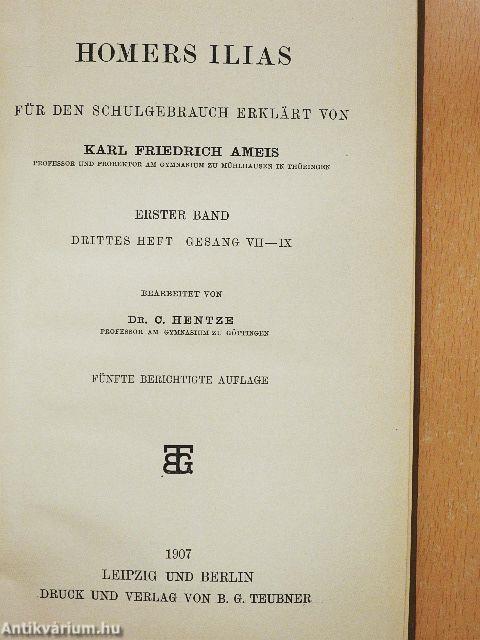 HOMERS ILIAS
FÜR DEN SCHULGEBRAUCH ERKLÄRT VON
KARL FRIEDRICH AMEIS
PROFESSOR UND PROREKTOR AM GYMNASIUM ZU MÜHLHAUSEN IN THÜRINGEN
ERSTER BAND
DRITTES HEFT GESANG VII—IX
BEARBEITET VON
DR. C. HENTZE
PROFESSOR AM GYMNASIUM ZU GÖTTINGEN
FÜNFTE BERICHTIGTE AUFLAGE
BTG
1907
LEIPZIG UND BERLIN
DRUCK UND VERLAG VON B. G. TEUBNER
Antikvárium.hu